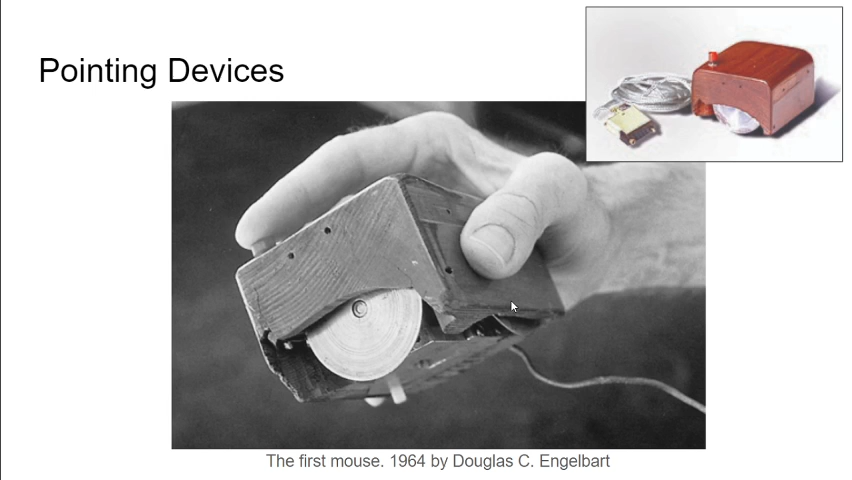 Pointing Devices
The first mouse. 1964 by Douglas C. Engelbart